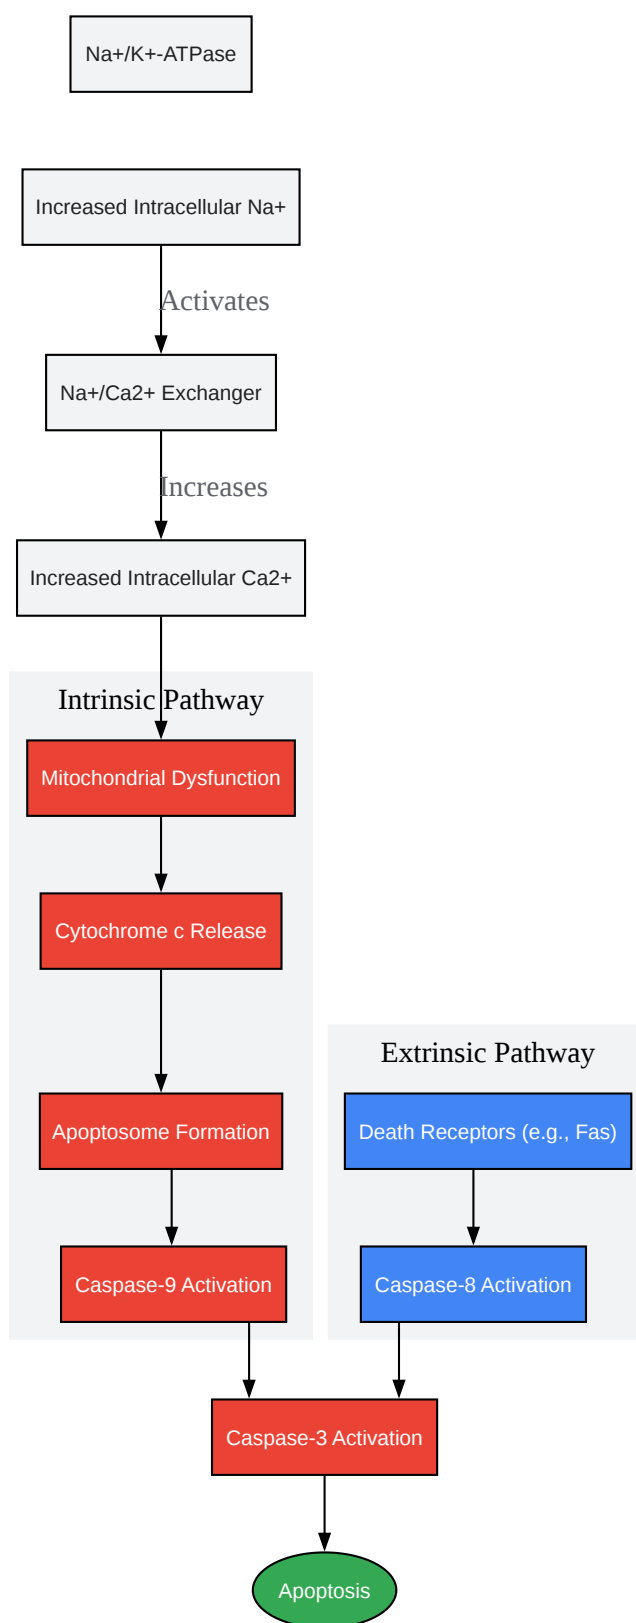 Na+/K+-ATPase
Increased Intracellular Na+
Activates
Na+/Ca2+ Exchanger
Increases
Increased Intracellular Ca2+
Intrinsic Pathway
Mitochondrial Dysfunction
Cytochrome c Release
Extrinsic Pathway
Apoptosome Formation
Death Receptors (e.g., Fas)
Caspase-9 Activation
Caspase-8 Activation
Caspase-3 Activation
Apoptosis